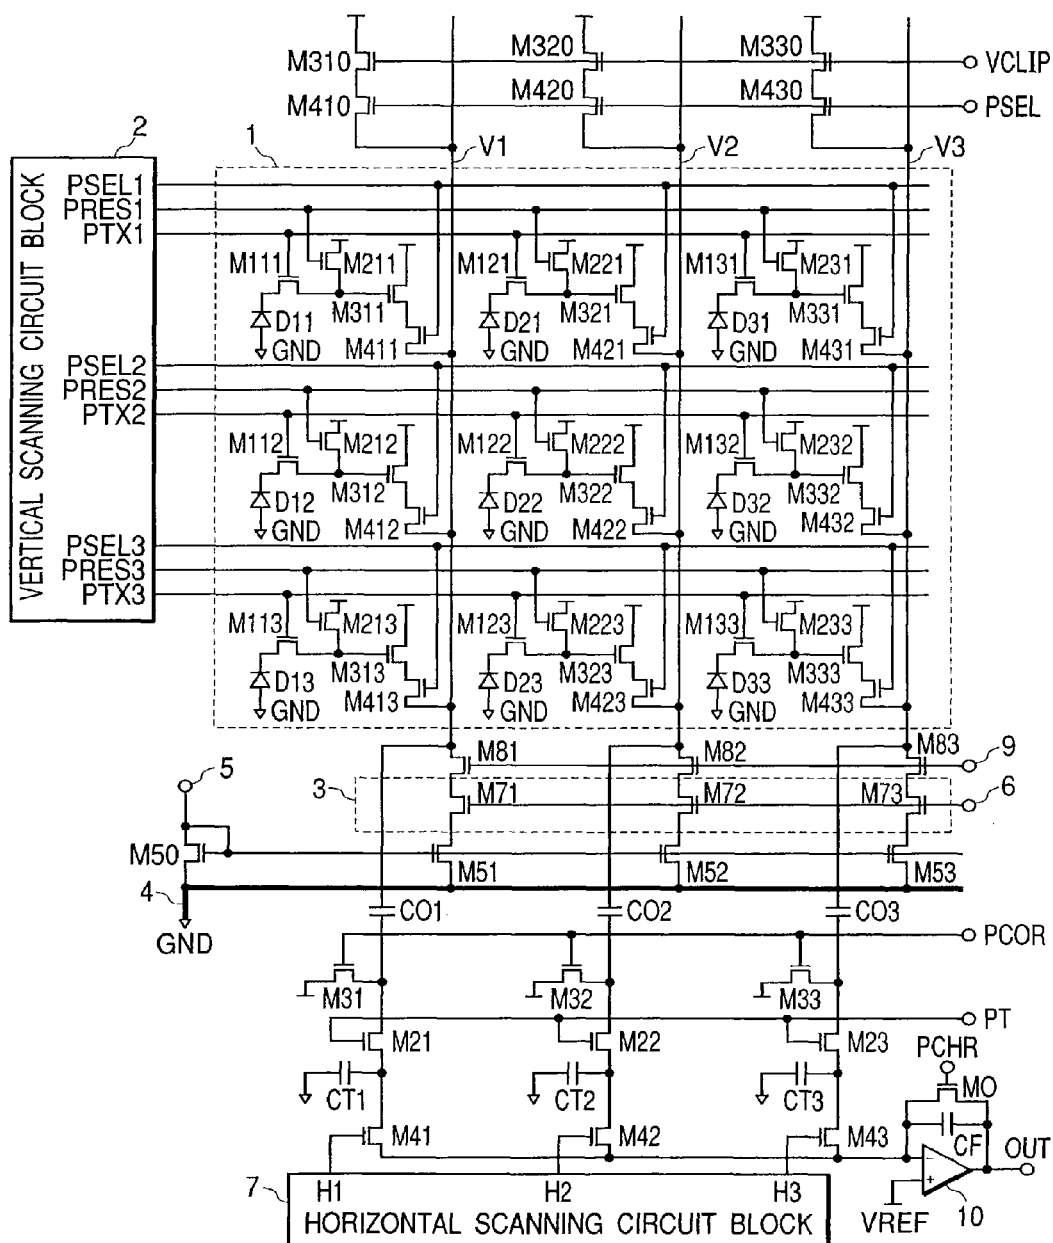 M310 M320 M330 VCLIP
M410 M420 M430 PSEL
2 1 V1 V2 V3
VERTICAL SCANNING CIRCUIT BLOCK
PSEL1
PRES1
PTX1
M111 M211 M121 M221 M131 M231
D11 M311 D21 M321 D31 M331
GND M411 GND M421 GND M431
PSEL2
PRES2
PTX2
M112 M212 M122 M222 M132 M232
D12 M312 D22 M322 D32 M332
GND M412 GND M422 GND M432
PSEL3
PRES3
PTX3
M113 M213 M123 M223 M133 M233
D13 M313 D23 M323 D33 M333
GND M413 GND M423 GND M433
M81 M82 M83 9
5 3 M71 M72 M73 6
M50 M51 M52 M53
4 CO1 CO2 CO3
GND PCOR
M31 M32 M33
PT
M21 M22 M23 PCHR
CT1 CT2 CT3 MO
M41 M42 M43 CF
OUT
7 H1 H2 H3 − +
VREF 10
HORIZONTAL SCANNING CIRCUIT BLOCK